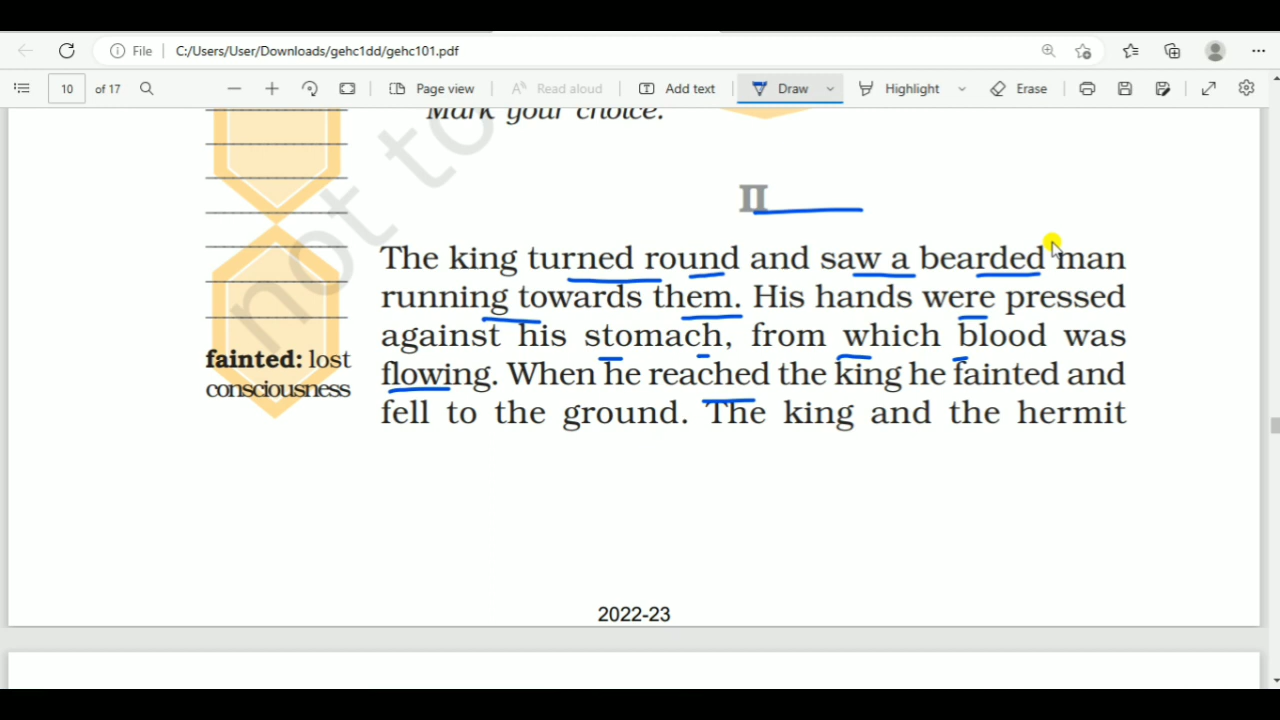 File
C:/Users/User/Downloads/gehc1dd/gehc101.pdf
10 of 17
Page view
Read aloud
Add text
Draw
Highlight
Erase
Mark your choice.
not to
II
The king turned round and saw a bearded man
running towards them. His hands were pressed
against his stomach, from which blood was
flowing. When he reached the king he fainted and
fell to the ground. The king and the hermit
fainted: lost
consciousness
2022-23